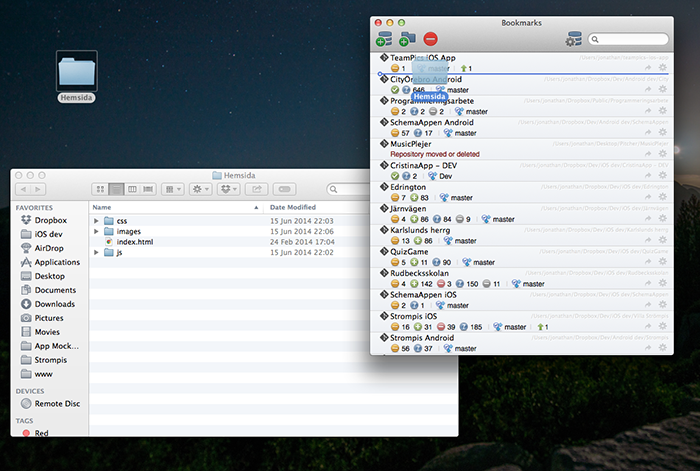 Hemsida
Bookmarks
TeamPics iOS App
1 master 1
CityÖrebro Android
646 master
Hemsida
Programmeringsarbete
2 2 2 master
SchemaAppen Android
57 17 master
MusicPlejer
Repository moved or deleted
CristinaApp - DEV
2 Dev
Edrington
7 83 master
Järnvägen
4 86 84 9 master
Karlslunds herrg
13 86 master
QuizGame
5 11 90 master
Rudbecksskolan
4 142 3 150 11 master
SchemaAppen iOS
2 1 master
Strompis iOS
16 31 39 185 master 1
Strompis Android
56 37 master
Hemsida
FAVORITES
Dropbox
iOS dev
AirDrop
Applications
Desktop
Documents
Downloads
Pictures
Movies
App Mock...
Strompis
www
DEVICES
Remote Disc
TAGS
Red
Name Date Modified
css 15 Jun 2014 22:03
images 15 Jun 2014 22:06
index.html 24 Feb 2014 17:04
js 15 Jun 2014 22:02